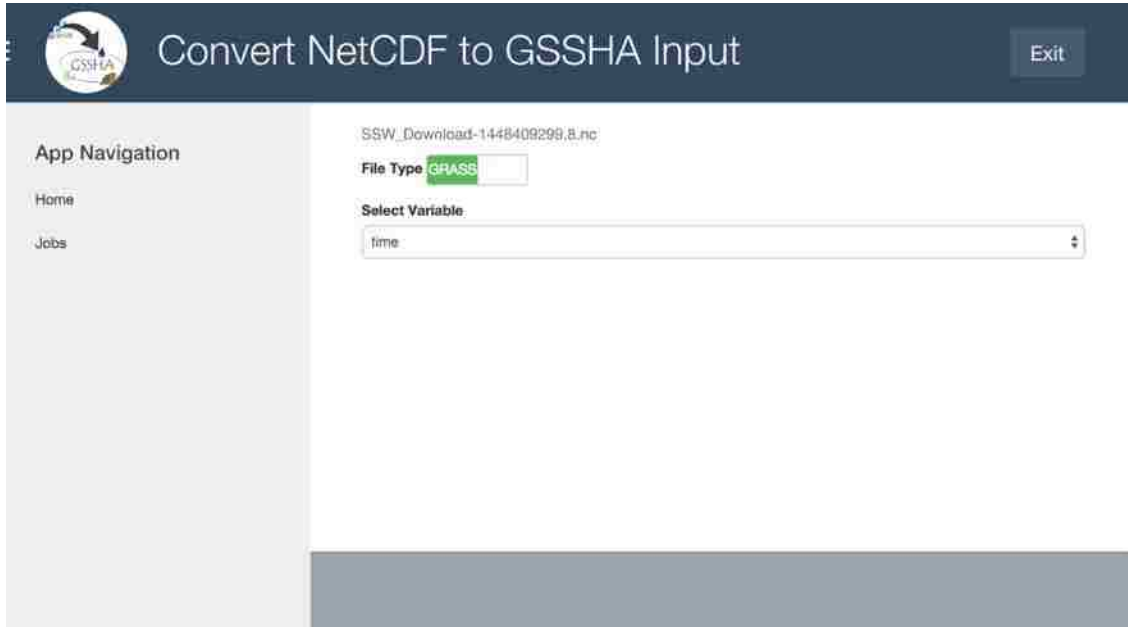 GSSHA
Convert NetCDF to GSSHA Input
Exit
App Navigation
Home
Jobs
SSW_Download-1448409299.8.nc
File Type GRASS
Select Variable
time